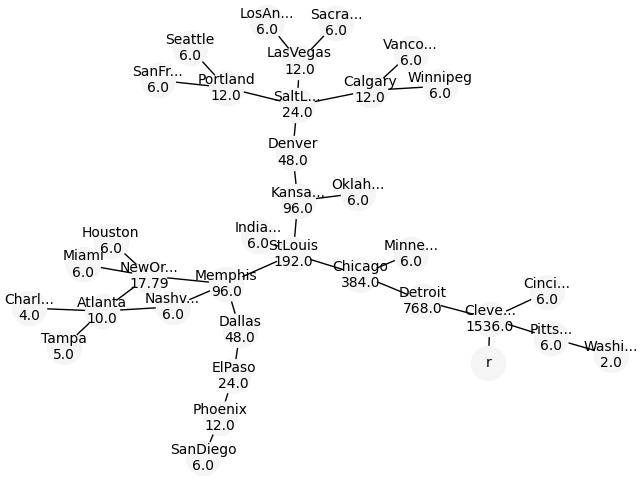 LosAn...
6.0
Sacra...
6.0
Seattle
6.0
LasVegas
12.0
Vanco...
6.0
SanFr...
6.0
Portland
12.0
Calgary
12.0
Winnipeg
6.0
SaltL...
24.0
Denver
48.0
Kansa...
96.0
Oklah...
6.0
India...
6.0
Houston
6.0
StLouis
192.0
Minne...
6.0
Miami
6.0
NewOr...
17.79
Memphis
96.0
Chicago
384.0
Charl...
4.0
Atlanta
10.0
Nashv...
6.0
Detroit
768.0
Cinci...
6.0
Cleve...
1536.0
Dallas
48.0
Pitts...
6.0
Tampa
5.0
Washi...
2.0
r
ElPaso
24.0
Phoenix
12.0
SanDiego
6.0